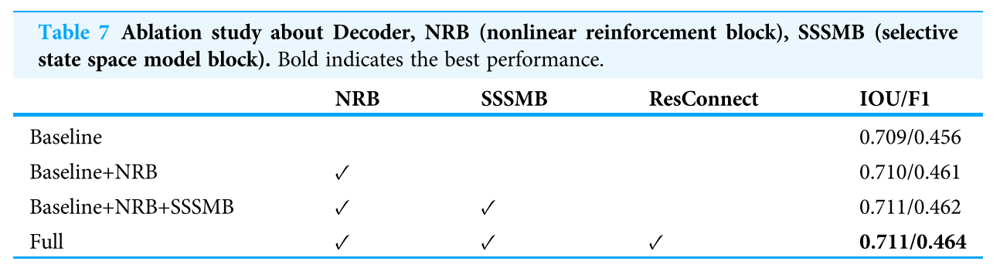 Table 7 Ablation study about Decoder, NRB (nonlinear reinforcement block), SSSMB (selective
state space model block). Bold indicates the best performance.
NRB SSSMB ResConnect IOU/F1
Baseline 0.709/0.456
Baseline+NRB ✓ 0.710/0.461
Baseline+NRB+SSSMB ✓ ✓ 0.711/0.462
Full ✓ ✓ ✓ 0.711/0.464